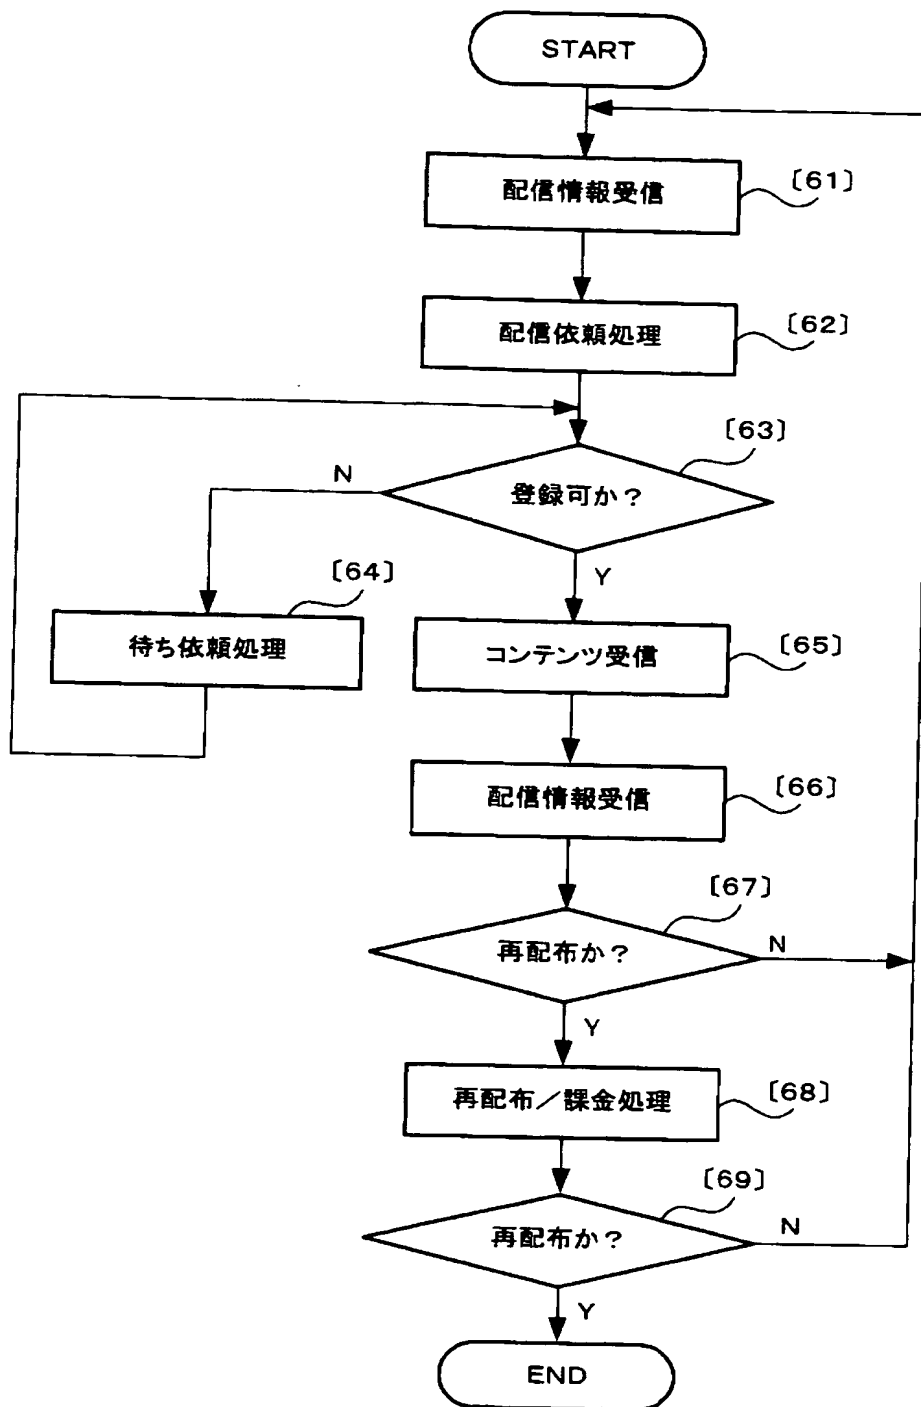 START
配信情報受信
〔61〕
配信依頼処理
〔62〕
登録可か？
〔63〕
N
Y
待ち依頼処理
〔64〕
コンテンツ受信
〔65〕
配信情報受信
〔66〕
再配布か？
〔67〕
N
Y
再配布／課金処理
〔68〕
再配布か？
〔69〕
N
Y
END